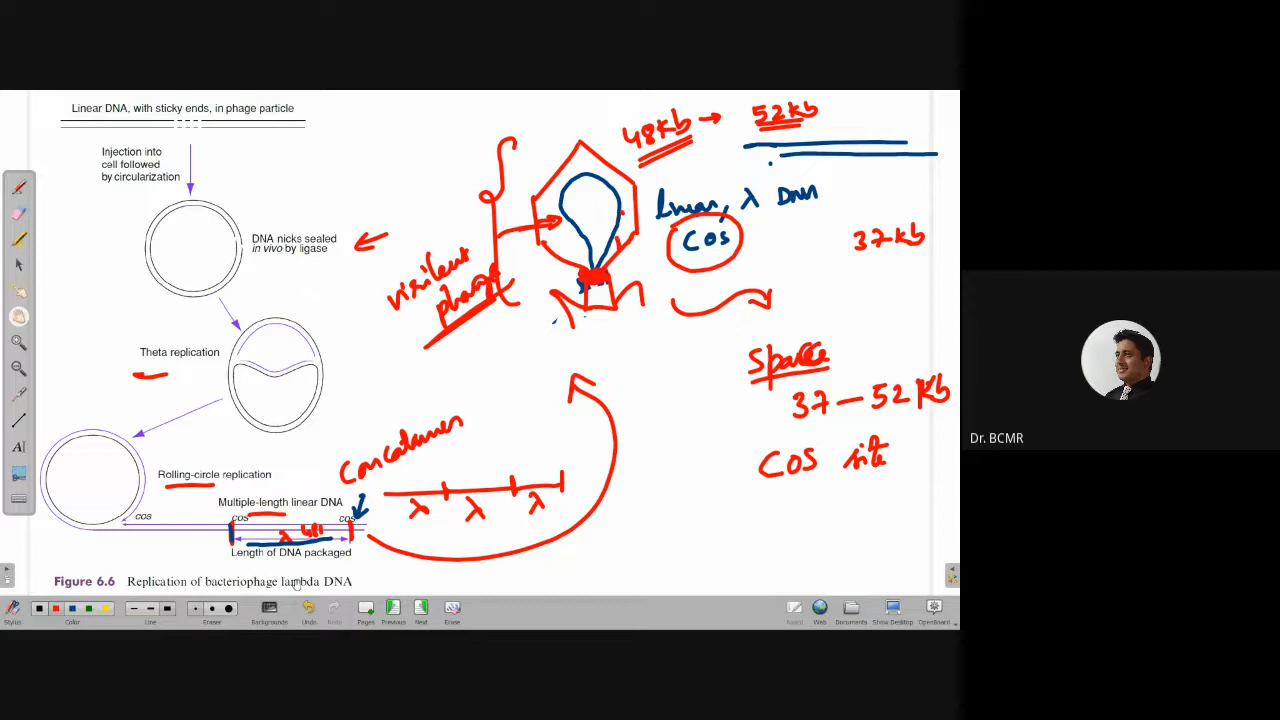 Linear DNA, with sticky ends, in phage particle
Injection into
cell followed
by circularization
DNA nicks sealed
in vivo by ligase
Theta replication
Rolling-circle replication
Multiple-length linear DNA
cos
cos
cos
λ
Length of DNA packaged
Figure 6.6 Replication of bacteriophage lambda DNA
48Kb → 52Kb
Linear, λ DNA
COS
37 kb
virilent
phage
Space
37 — 52 Kb
COS site
Concatamer
λ λ λ
Stylus
Color
Line
Eraser
Backgrounds
Undo
Redo
Pages
Previous
Next
Erase
Board
Web
Documents
Show Desktop
OpenBoard
Dr. BCMR